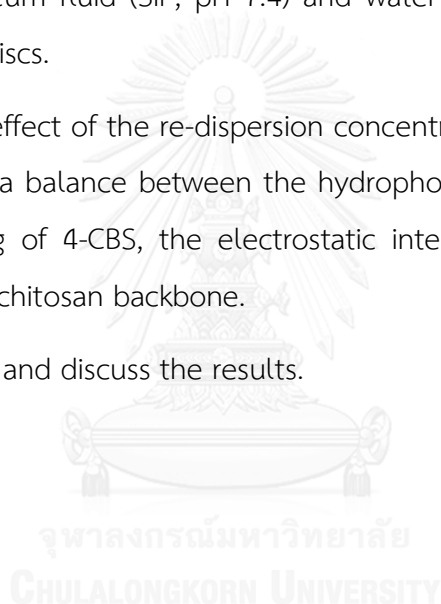 eum fluid (SIF, pH 7.4) and water
iscs.
effect of the re-dispersion concentr
a balance between the hydropho
g of 4-CBS, the electrostatic inte
chitosan backbone.
and discuss the results.
จุฬาลงกรณ์มหาวิทยาลัย
CHULALONGKORN UNIVERSITY